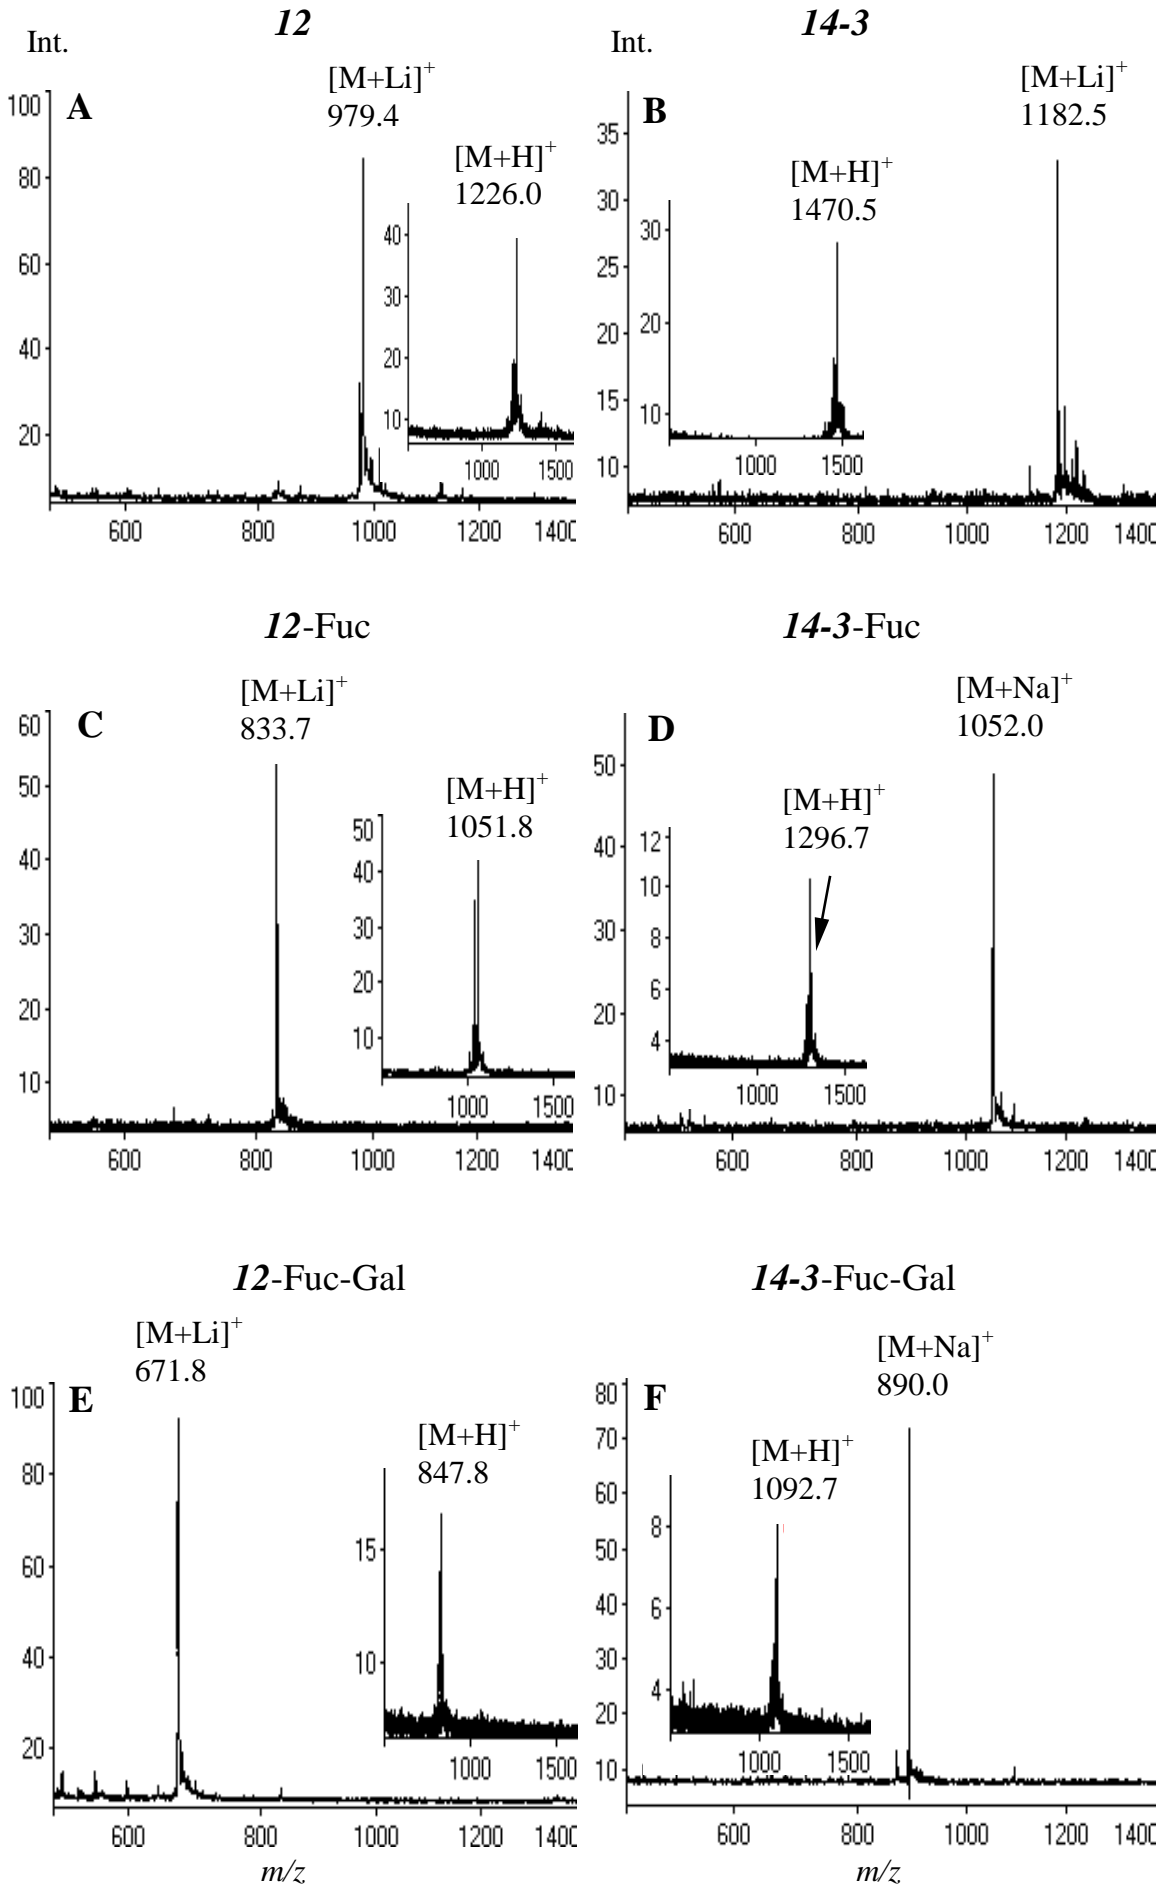 12
Int.
[M+Li]+
979.4
A
[M+H]+
1226.0
100
80
60
40
20
40
30
20
10
1000 1500
600 800 1000 1200 1400
14-3
Int.
[M+Li]+
1182.5
B
[M+H]+
1470.5
35
30
25
20
15
10
30
20
10
1000 1500
600 800 1000 1200 1400
12-Fuc
[M+Li]+
833.7
C
[M+H]+
1051.8
60
50
40
30
20
10
50
40
30
20
10
1000 1500
600 800 1000 1200 1400
14-3-Fuc
[M+Na]+
1052.0
D
[M+H]+
1296.7
50
40
30
20
10
12
10
8
6
4
1000 1500
600 800 1000 1200 1400
12-Fuc-Gal
[M+Li]+
671.8
E
[M+H]+
847.8
100
80
60
40
20
15
10
1000 1500
600 800 1000 1200 1400
m/z
14-3-Fuc-Gal
[M+Na]+
890.0
F
[M+H]+
1092.7
80
70
60
50
40
30
20
10
8
6
4
1000 1500
600 800 1000 1200 1400
m/z